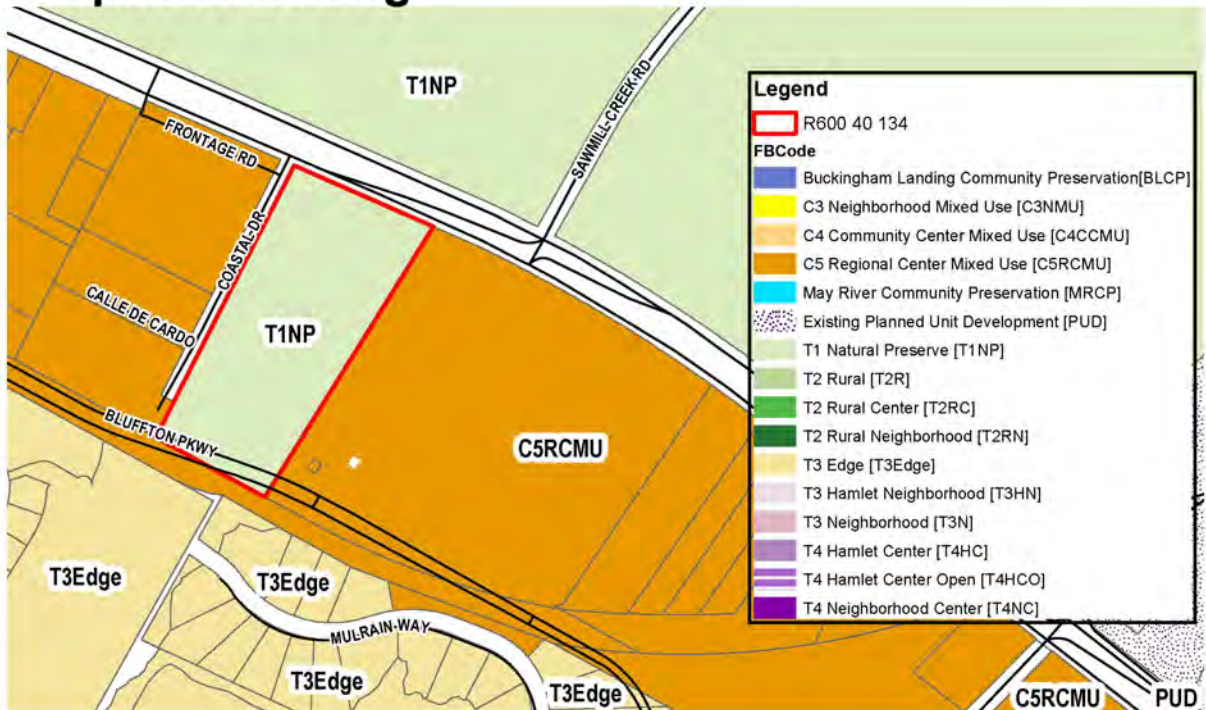 T1NP
SAWMILL-CREEK-RD
FRONTAGE RD
COASTAL-DR
CALLE DE CARDO
T1NP
BLUFFTON PKWY
C5RCMU
T3Edge
T3Edge
MULRAIN WAY
T3Edge
T3Edge
C5RCMU
PUD
Legend
R600 40 134
FBCode
Buckingham Landing Community Preservation[BLCP]
C3 Neighborhood Mixed Use [C3NMU]
C4 Community Center Mixed Use [C4CCMU]
C5 Regional Center Mixed Use [C5RCMU]
May River Community Preservation [MRCP]
Existing Planned Unit Development [PUD]
T1 Natural Preserve [T1NP]
T2 Rural [T2R]
T2 Rural Center [T2RC]
T2 Rural Neighborhood [T2RN]
T3 Edge [T3Edge]
T3 Hamlet Neighborhood [T3HN]
T3 Neighborhood [T3N]
T4 Hamlet Center [T4HC]
T4 Hamlet Center Open [T4HCO]
T4 Neighborhood Center [T4NC]